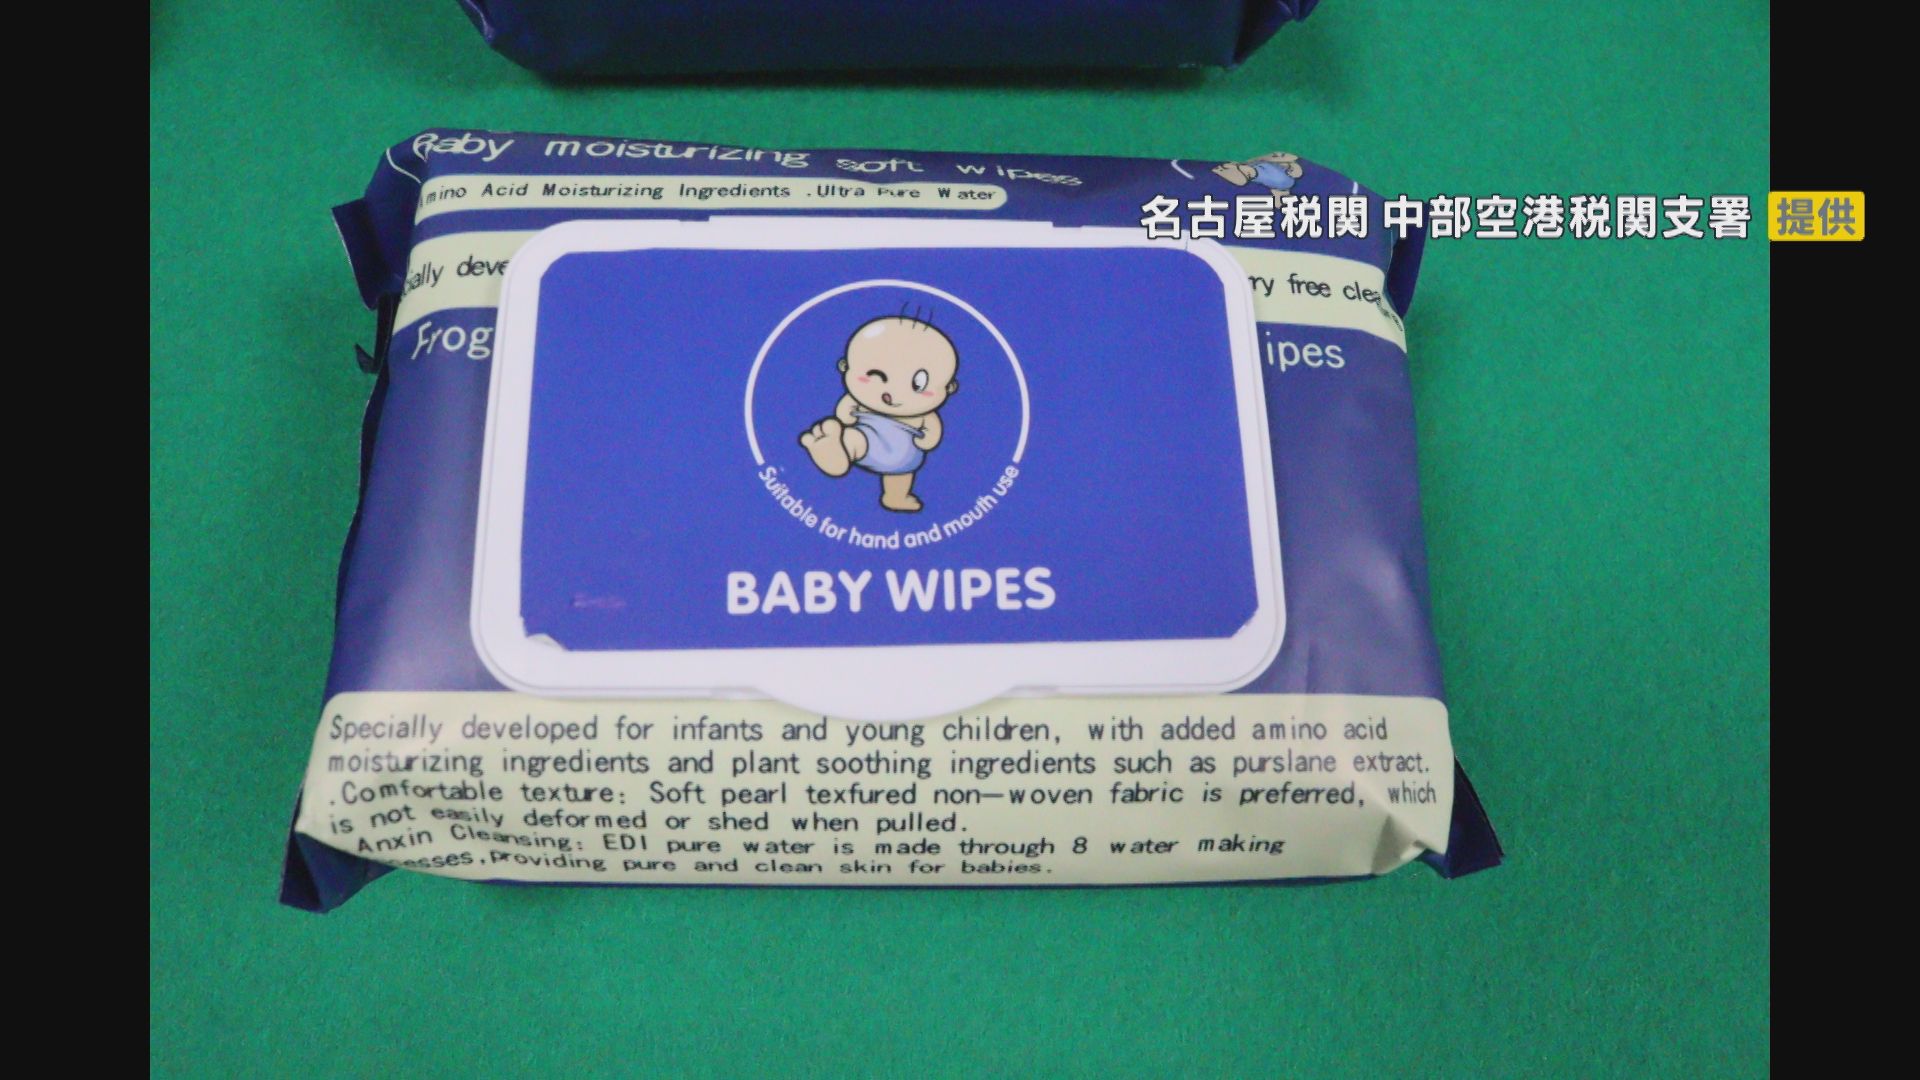 Baby moisturizing soft wipes
mino Acid Moisturizing Ingredients .Ultra Pure Water
名古屋税関 中部空港税関支署 提供
ially deve
ry free clea
Frog
ipes
Suitable for hand and mouth use
BABY WIPES
Specially developed for infants and young children, with added amino acid
moisturizing ingredients and plant soothing ingredients such as purslane extract.
.Comfortable texture: Soft pearl texfured non-woven fabric is preferred, which
is not easily deformed or shed when pulled.
Anxin Cleansing: EDI pure water is made through 8 water making
esses,providing pure and clean skin for babies.